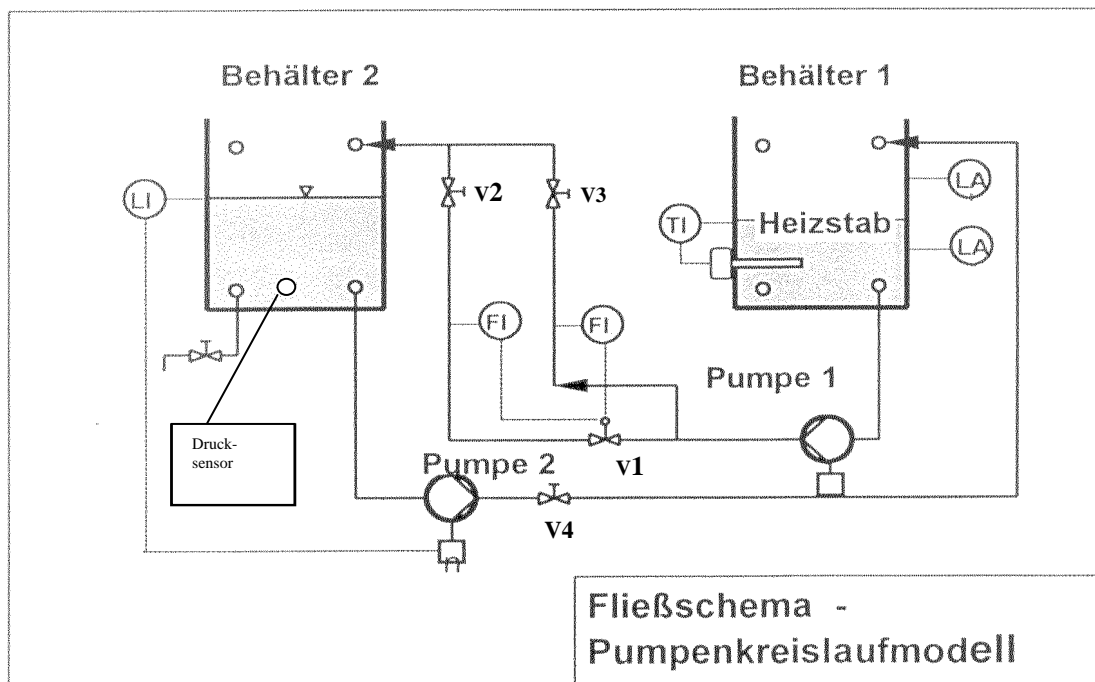 Behälter 2
Behälter 1
LI
V2
V3
TI
Heizstab
LA
LA
FI
FI
Pumpe 1
Druck-
sensor
V1
Pumpe 2
V4
Fließschema -
Pumpenkreislaufmodell